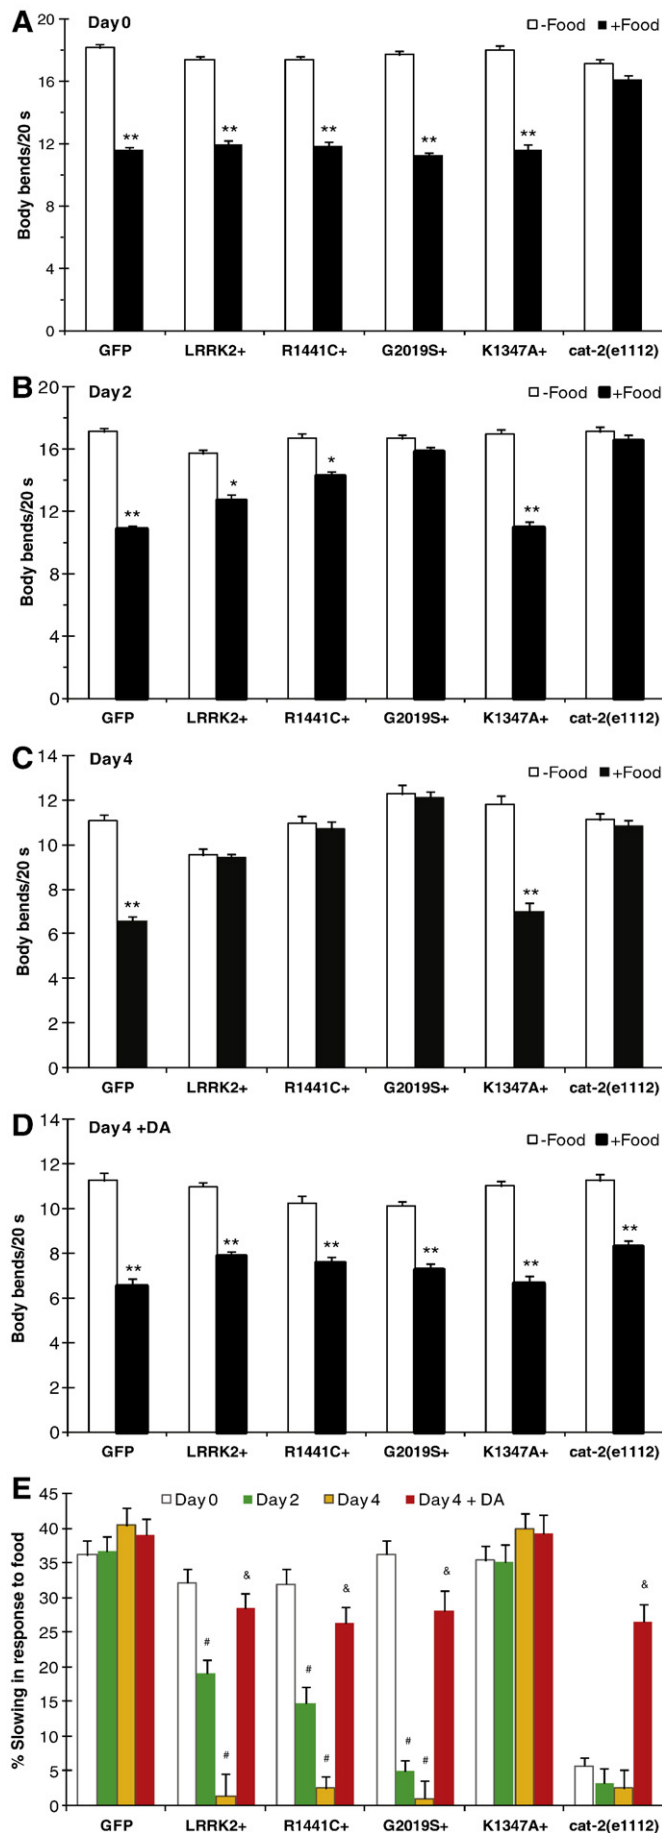 A Day 0 -Food +Food
20
16
12
8
4
0
Body bends/20 s
** ** ** ** **
GFP LRRK2+ R1441C+ G2019S+ K1347A+ cat-2(e1112)
B Day 2 -Food +Food
20
16
12
8
4
0
Body bends/20 s
** * * **
GFP LRRK2+ R1441C+ G2019S+ K1347A+ cat-2(e1112)
C Day 4 -Food +Food
14
12
10
8
6
4
2
0
Body bends/20 s
** **
GFP LRRK2+ R1441C+ G2019S+ K1347A+ cat-2(e1112)
D Day 4 +DA -Food +Food
14
12
10
8
6
4
2
0
Body bends/20 s
** ** ** ** ** **
GFP LRRK2+ R1441C+ G2019S+ K1347A+ cat-2(e1112)
E Day 0 Day 2 Day 4 Day 4 + DA
45
40
35
30
25
20
15
10
5
0
% Slowing in response to food
# # & # # & # # & &
GFP LRRK2+ R1441C+ G2019S+ K1347A+ cat-2(e1112)